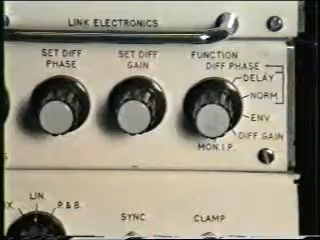 LINK ELECTRONICS
SET DIFF PHASE
SET DIFF GAIN
FUNCTION
DIFF PHASE
DELAY
NORM
ENV
DIFF GAIN
MON.I.P.
LIN.
P.& B.
SYNC
CLAMP